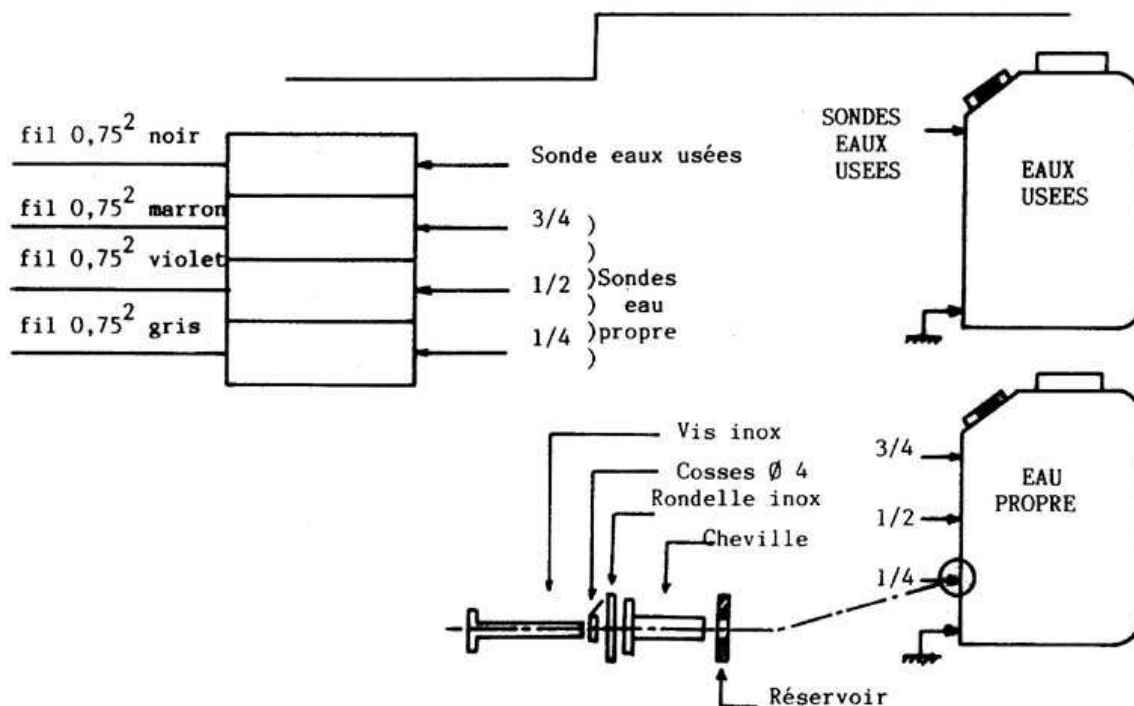 fil 0,75² noir
fil 0,75² marron
fil 0,75² violet
fil 0,75² gris
Sonde eaux usées
3/4 )
)
1/2 )Sondes
) eau
1/4 )propre
)
SONDES
EAUX
USEES
EAUX
USEES
Vis inox
Cosses Ø 4
Rondelle inox
Cheville
Réservoir
3/4
1/2
1/4
EAU
PROPRE